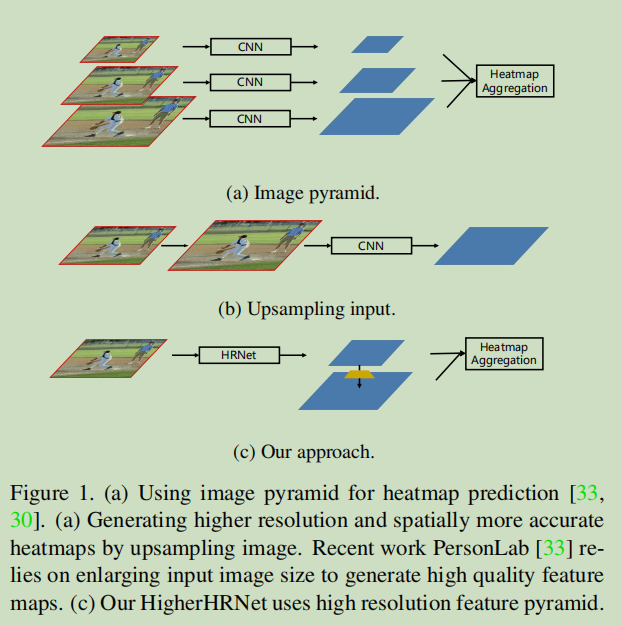 CNN
CNN
CNN
Heatmap
Aggregation
(a) Image pyramid.
CNN
(b) Upsampling input.
HRNet
Heatmap
Aggregation
(c) Our approach.
Figure 1. (a) Using image pyramid for heatmap prediction [33,
30]. (a) Generating higher resolution and spatially more accurate
heatmaps by upsampling image. Recent work PersonLab [33] re-
lies on enlarging input image size to generate high quality feature
maps. (c) Our HigherHRNet uses high resolution feature pyramid.